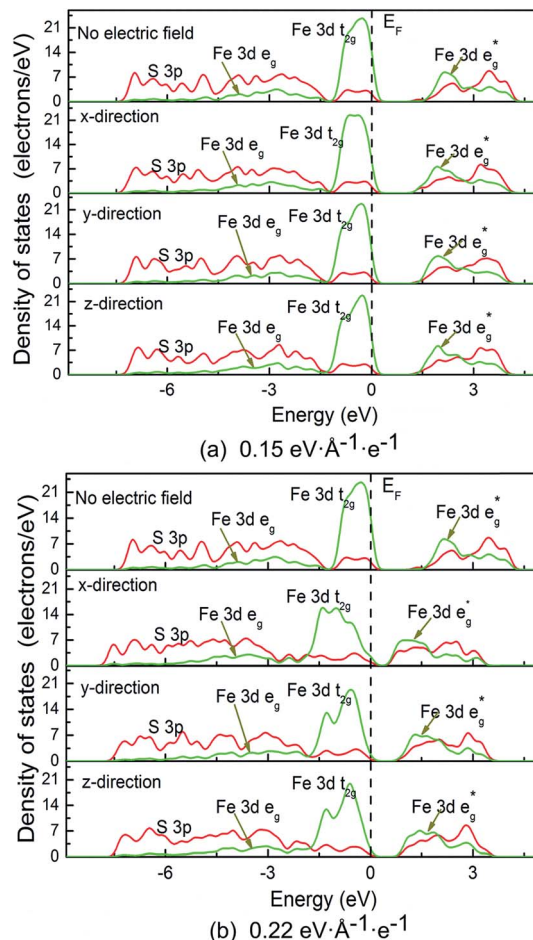 Density of states (electrons/eV)
21
14
7
0
No electric field
S 3p
Fe 3d e_g
Fe 3d t_2g
E_F
Fe 3d e_g^*
21
14
7
0
x-direction
S 3p
Fe 3d e_g
Fe 3d t_2g
Fe 3d e_g^*
21
14
7
0
y-direction
S 3p
Fe 3d e_g
Fe 3d t_2g
Fe 3d e_g^*
21
14
7
0
z-direction
S 3p
Fe 3d e_g
Fe 3d t_2g
Fe 3d e_g^*
-6 -3 0 3
Energy (eV)
(a) 0.15 eV·Å⁻¹·e⁻¹
Density of states (electrons/eV)
21
14
7
0
No electric field
S 3p
Fe 3d e_g
Fe 3d t_2g
E_F
Fe 3d e_g^*
21
14
7
0
x-direction
S 3p
Fe 3d e_g
Fe 3d t_2g
Fe 3d e_g^*
21
14
7
0
y-direction
S 3p
Fe 3d e_g
Fe 3d t_2g
Fe 3d e_g^*
21
14
7
0
z-direction
S 3p
Fe 3d e_g
Fe 3d t_2g
Fe 3d e_g^*
-6 -3 0 3
Energy (eV)
(b) 0.22 eV·Å⁻¹·e⁻¹